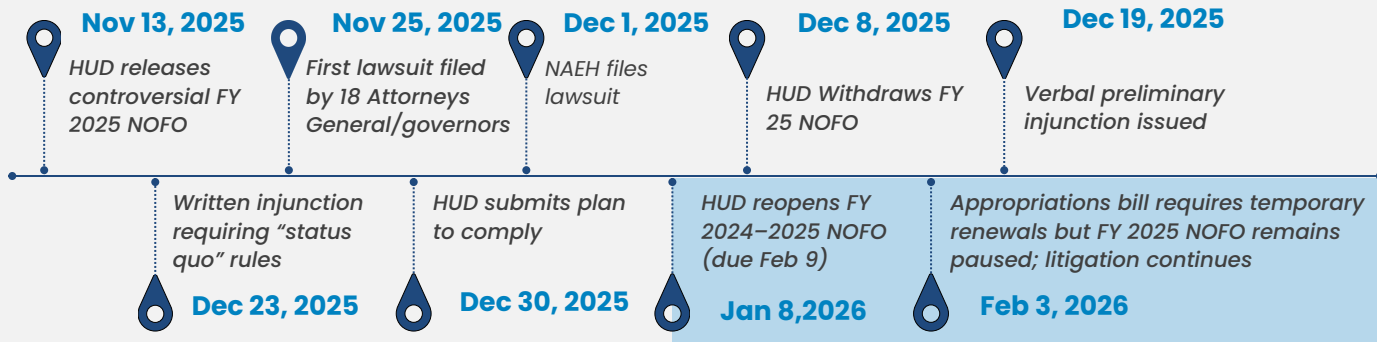 Nov 13, 2025
HUD releases
controversial FY
2025 NOFO
Nov 25, 2025
First lawsuit filed
by 18 Attorneys
General/governors
Dec 1, 2025
NAEH files
lawsuit
Dec 8, 2025
HUD Withdraws FY
25 NOFO
Dec 19, 2025
Verbal preliminary
injunction issued
Written injunction
requiring “status
quo” rules
Dec 23, 2025
HUD submits plan
to comply
Dec 30, 2025
HUD reopens FY
2024–2025 NOFO
(due Feb 9)
Jan 8,2026
Appropriations bill requires temporary
renewals but FY 2025 NOFO remains
paused; litigation continues
Feb 3, 2026